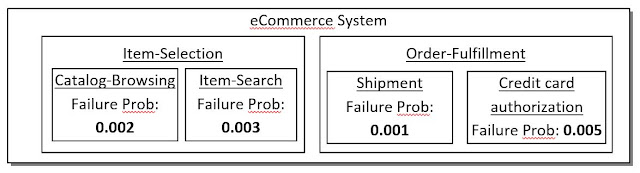 eCommerce System
Item-Selection
Catalog-Browsing
Failure Prob:
0.002
Item-Search
Failure Prob:
0.003
Order-Fulfillment
Shipment
Failure Prob:
0.001
Credit card
authorization
Failure Prob: 0.005